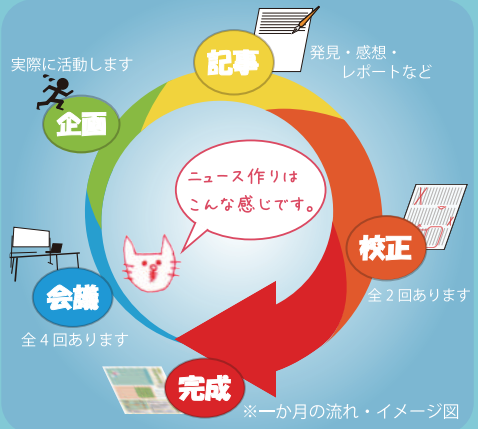 記事
発見・感想・
レポートなど
実際に活動します
企画
ニュース作りは
こんな感じです。
校正
全2回あります
会議
全4回あります
完成
※一か月の流れ・イメージ図